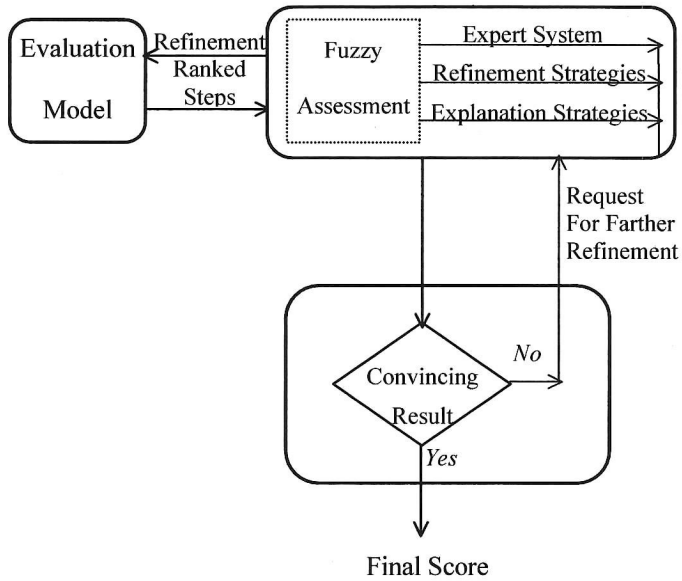 Evaluation
Model
Refinement
Ranked
Steps
Fuzzy
Assessment
Expert System
Refinement Strategies
Explanation Strategies
Request
For Farther
Refinement
Convincing
Result
No
Yes
Final Score